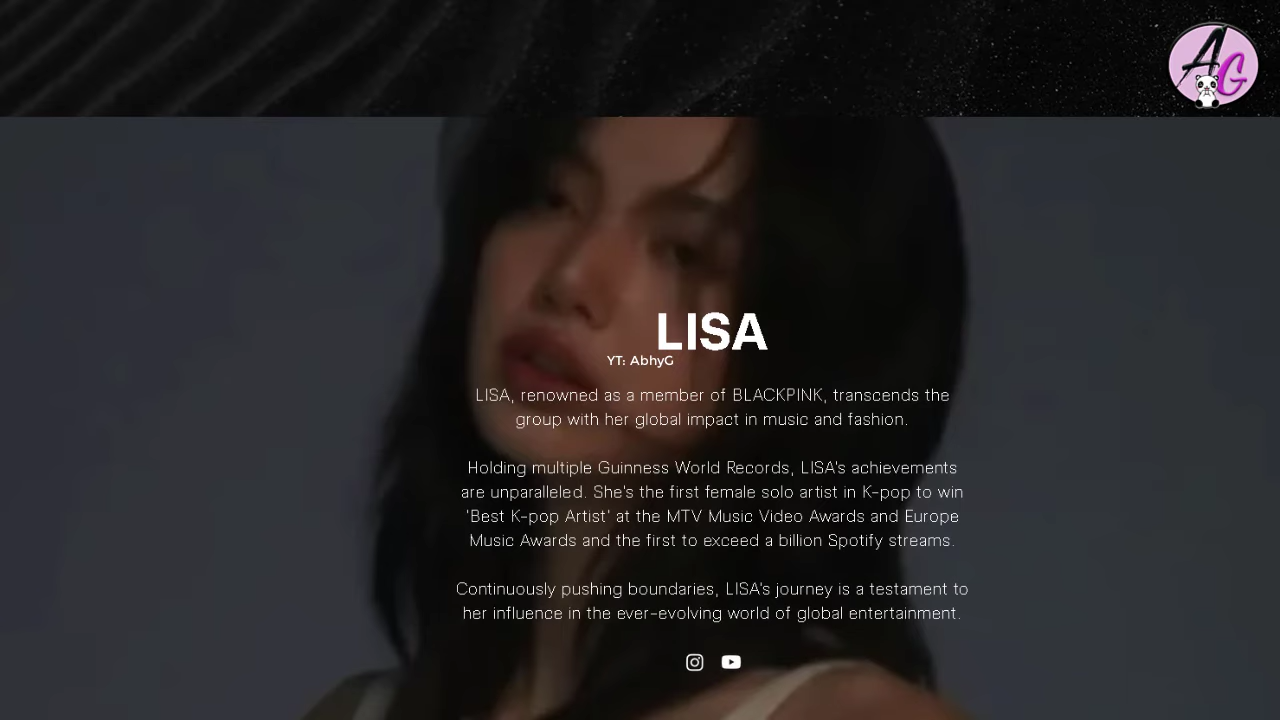 AG
LISA
YT: AbhyG
LISA, renowned as a member of BLACKPINK, transcends the
group with her global impact in music and fashion.
Holding multiple Guinness World Records, LISA's achievements
are unparalleled. She's the first female solo artist in K-pop to win
'Best K-pop Artist' at the MTV Music Video Awards and Europe
Music Awards and the first to exceed a billion Spotify streams.
Continuously pushing boundaries, LISA's journey is a testament to
her influence in the ever-evolving world of global entertainment.